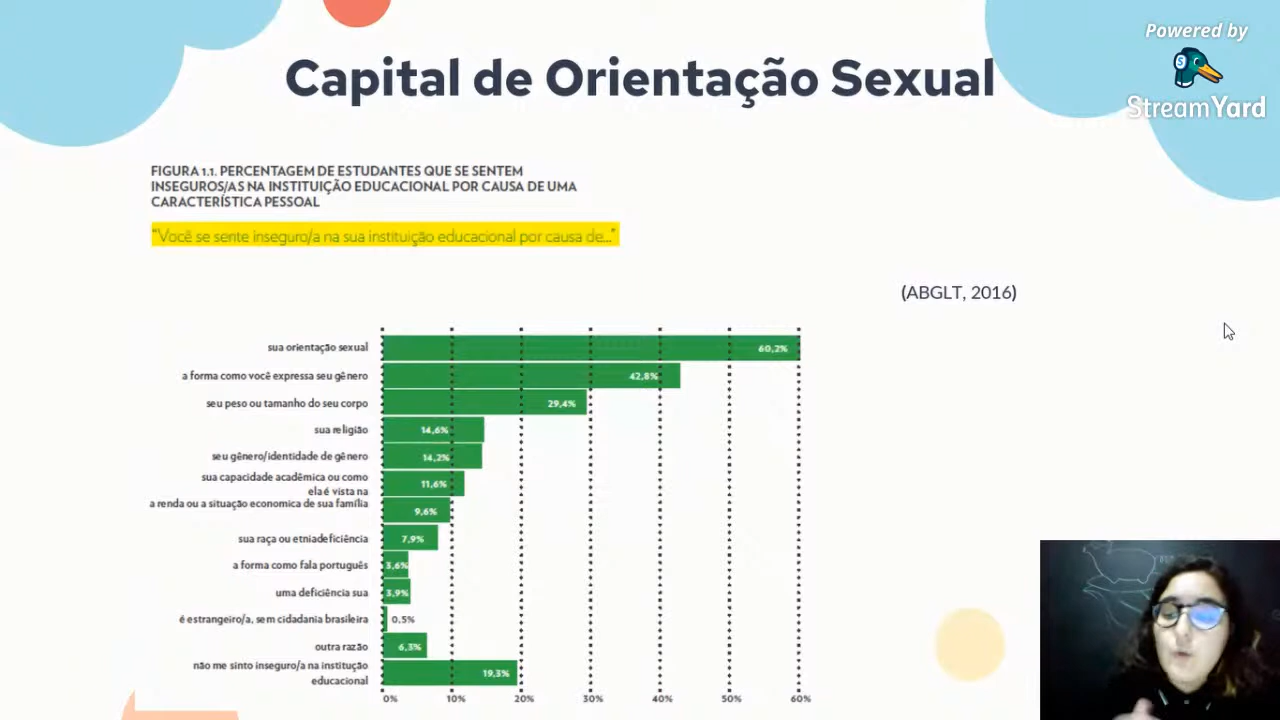 Powered by
StreamYard
Capital de Orientação Sexual
FIGURA 1.1. PERCENTAGEM DE ESTUDANTES QUE SE SENTEM
INSEGUROS/AS NA INSTITUIÇÃO EDUCACIONAL POR CAUSA DE UMA
CARACTERÍSTICA PESSOAL
"Você se sente inseguro/a na sua instituição educacional por causa de..."
(ABGLT, 2016)
sua orientação sexual 60,2%
a forma como você expressa seu gênero 42,8%
seu peso ou tamanho do seu corpo 29,4%
sua religião 14,6%
seu gênero/identidade de gênero 14,2%
sua capacidade acadêmica ou como
ela é vista na 11,6%
a renda ou a situação economica de sua família 9,6%
sua raça ou etniadeficiência 7,9%
a forma como fala português 3,6%
uma deficiência sua 3,9%
é estrangeiro/a, sem cidadania brasileira 0,5%
outra razão 6,3%
não me sinto inseguro/a na instituição
educacional 19,3%
0% 10% 20% 30% 40% 50% 60%